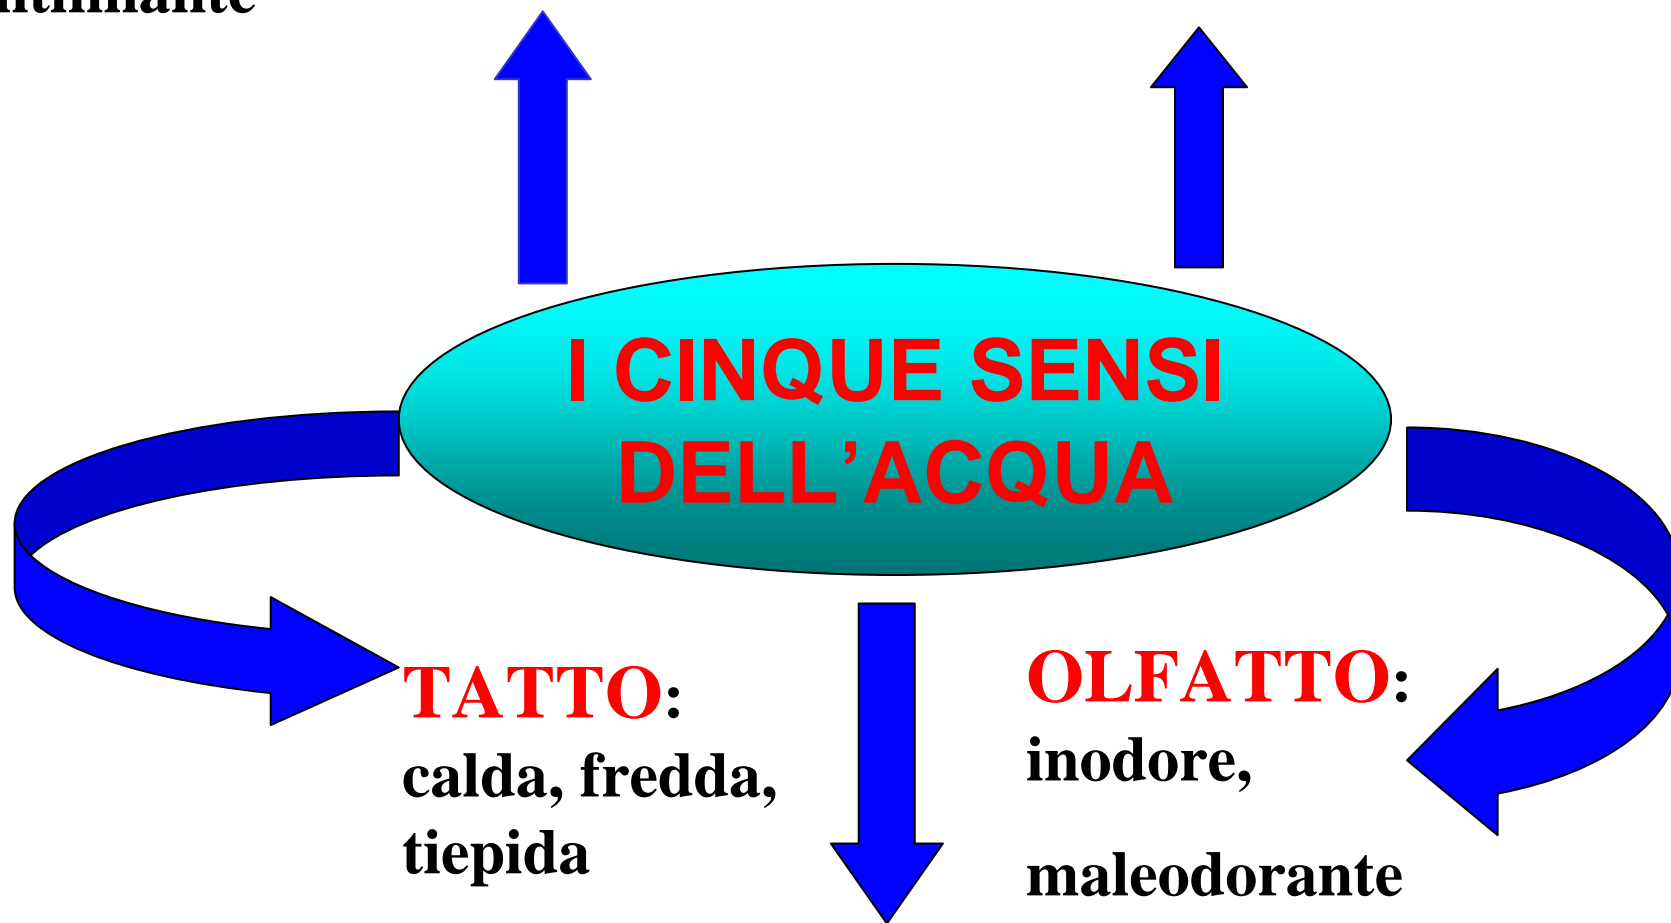 I CINQUE SENSI
DELL’ACQUA
TATTO:
calda, fredda,
tiepida
OLFATTO:
inodore,
maleodorante